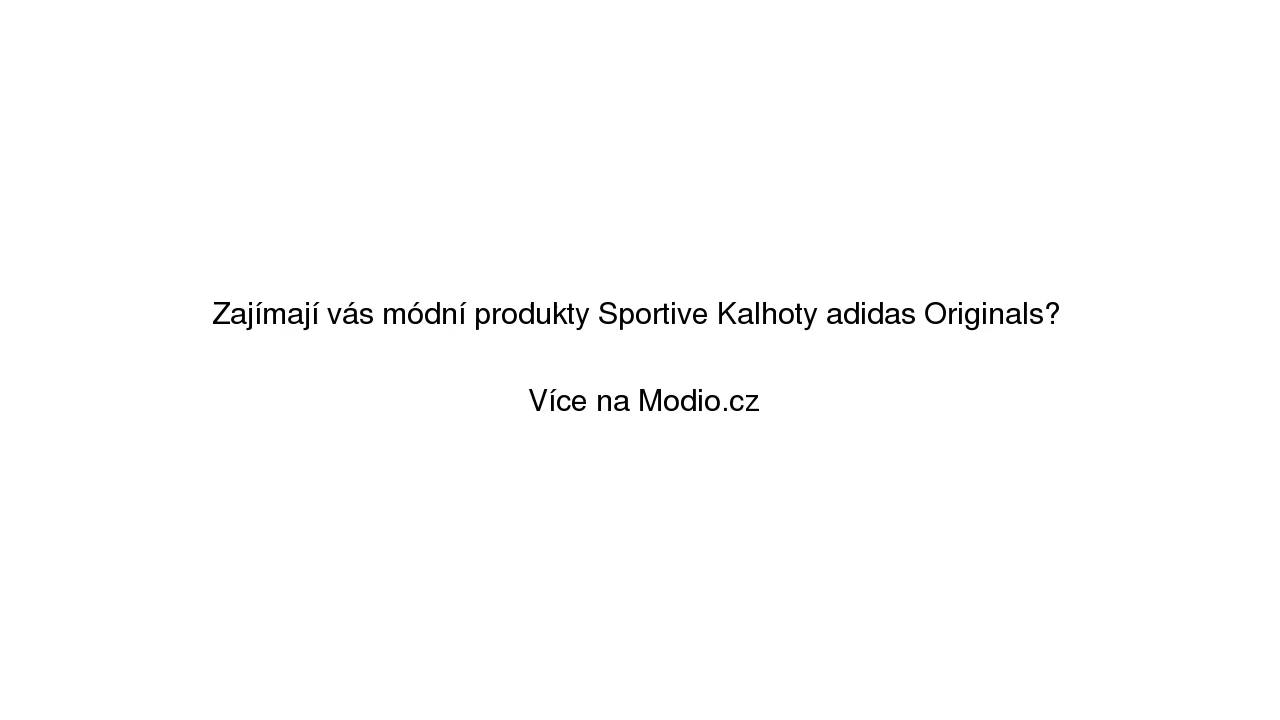 Zajímají vás módní produkty Sportive Kalhoty adidas Originals?
Více na Modio.cz